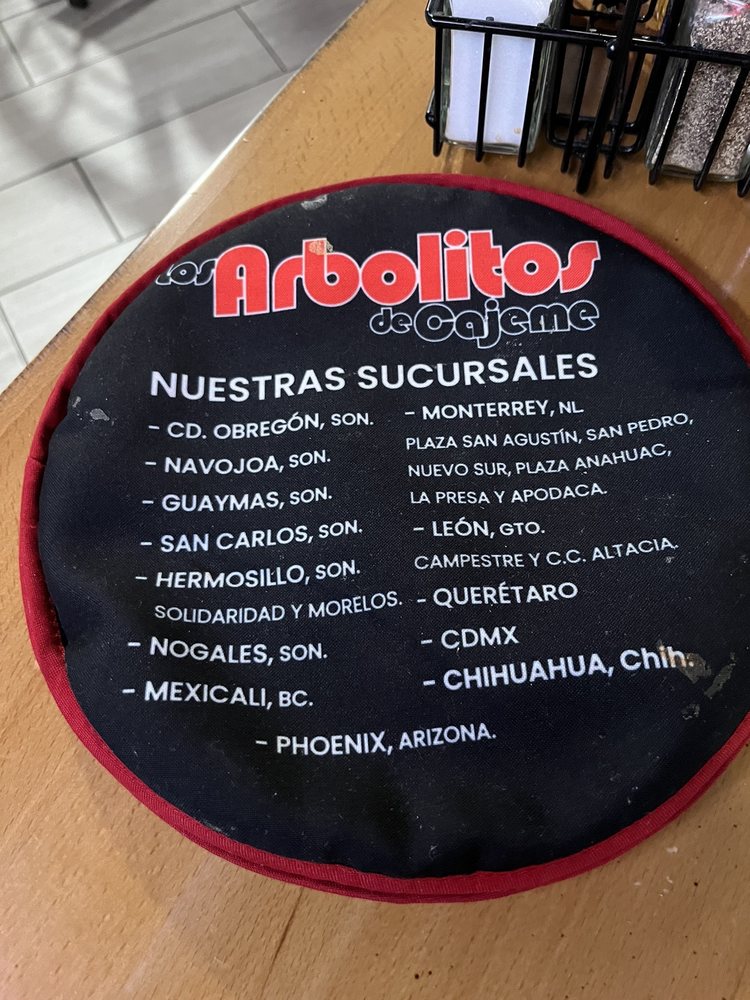 Los Arbolitos
de Cajeme
NUESTRAS SUCURSALES
- CD. OBREGÓN, SON.
- NAVOJOA, SON.
- GUAYMAS, SON.
- SAN CARLOS, SON.
- HERMOSILLO, SON.
SOLIDARIDAD Y MORELOS.
- NOGALES, SON.
- MEXICALI, BC.
- MONTERREY, NL
PLAZA SAN AGUSTÍN, SAN PEDRO,
NUEVO SUR, PLAZA ANAHUAC,
LA PRESA Y APODACA.
- LEÓN, GTO.
CAMPESTRE Y C.C. ALTACIA.
- QUERÉTARO
- CDMX
- CHIHUAHUA, Chih.
- PHOENIX, ARIZONA.